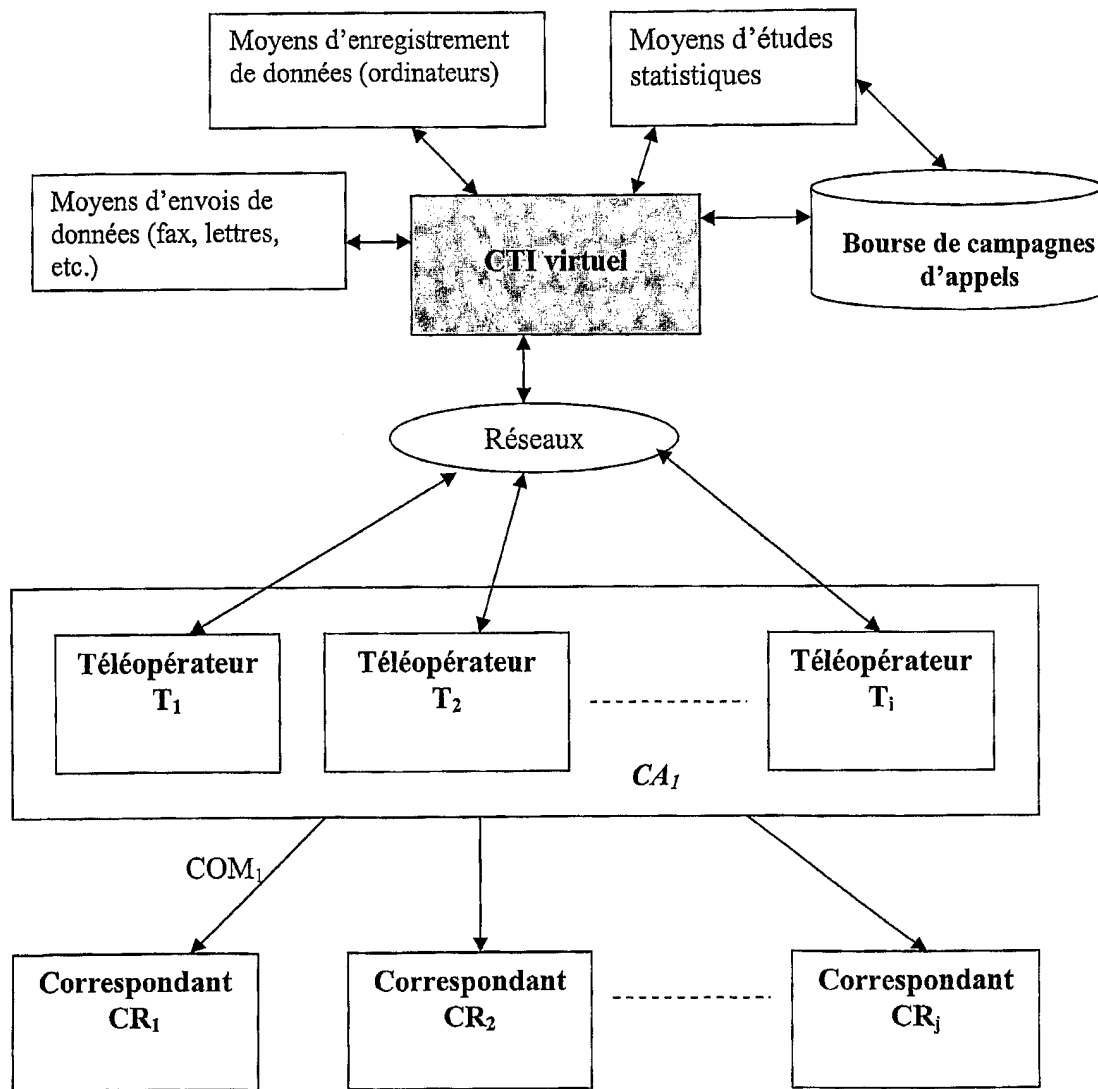 Moyens d'enregistrement
de données (ordinateurs)
Moyens d'études
statistiques
Moyens d'envois de
données (fax, lettres,
etc.)
CTI virtuel
Bourse de campagnes
d'appels
Réseaux
Téléopérateur
T₁
Téléopérateur
T₂
Téléopérateur
Tᵢ
CA₁
COM₁
Correspondant
CR₁
Correspondant
CR₂
Correspondant
CRⱼ